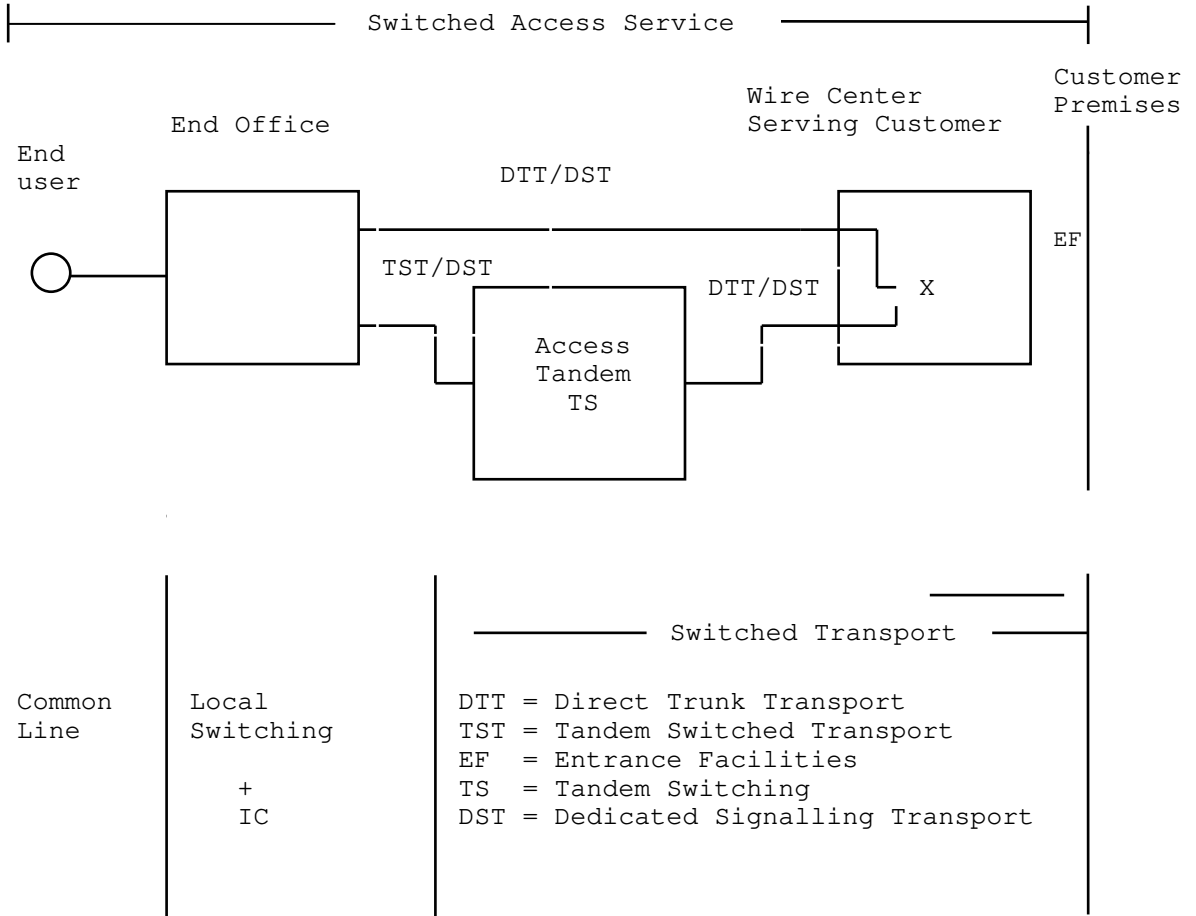 Switched Access Service
Customer
Premises
Wire Center
Serving Customer
End Office
End
user
DTT/DST
EF
TST/DST
DTT/DST
X
Access
Tandem
TS
Switched Transport
Common
Line
Local
Switching
+
IC
DTT = Direct Trunk Transport
TST = Tandem Switched Transport
EF = Entrance Facilities
TS = Tandem Switching
DST = Dedicated Signalling Transport